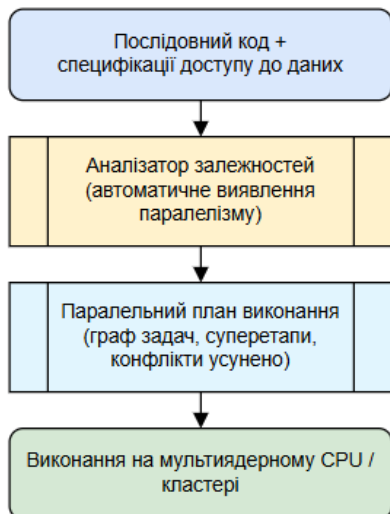 Послідовний код +
специфікації доступу до даних
Аналізатор залежностей
(автоматичне виявлення
паралелізму)
Паралельний план виконання
(граф задач, суперетапи,
конфлікти усунено)
Виконання на мультиядерному CPU /
кластері